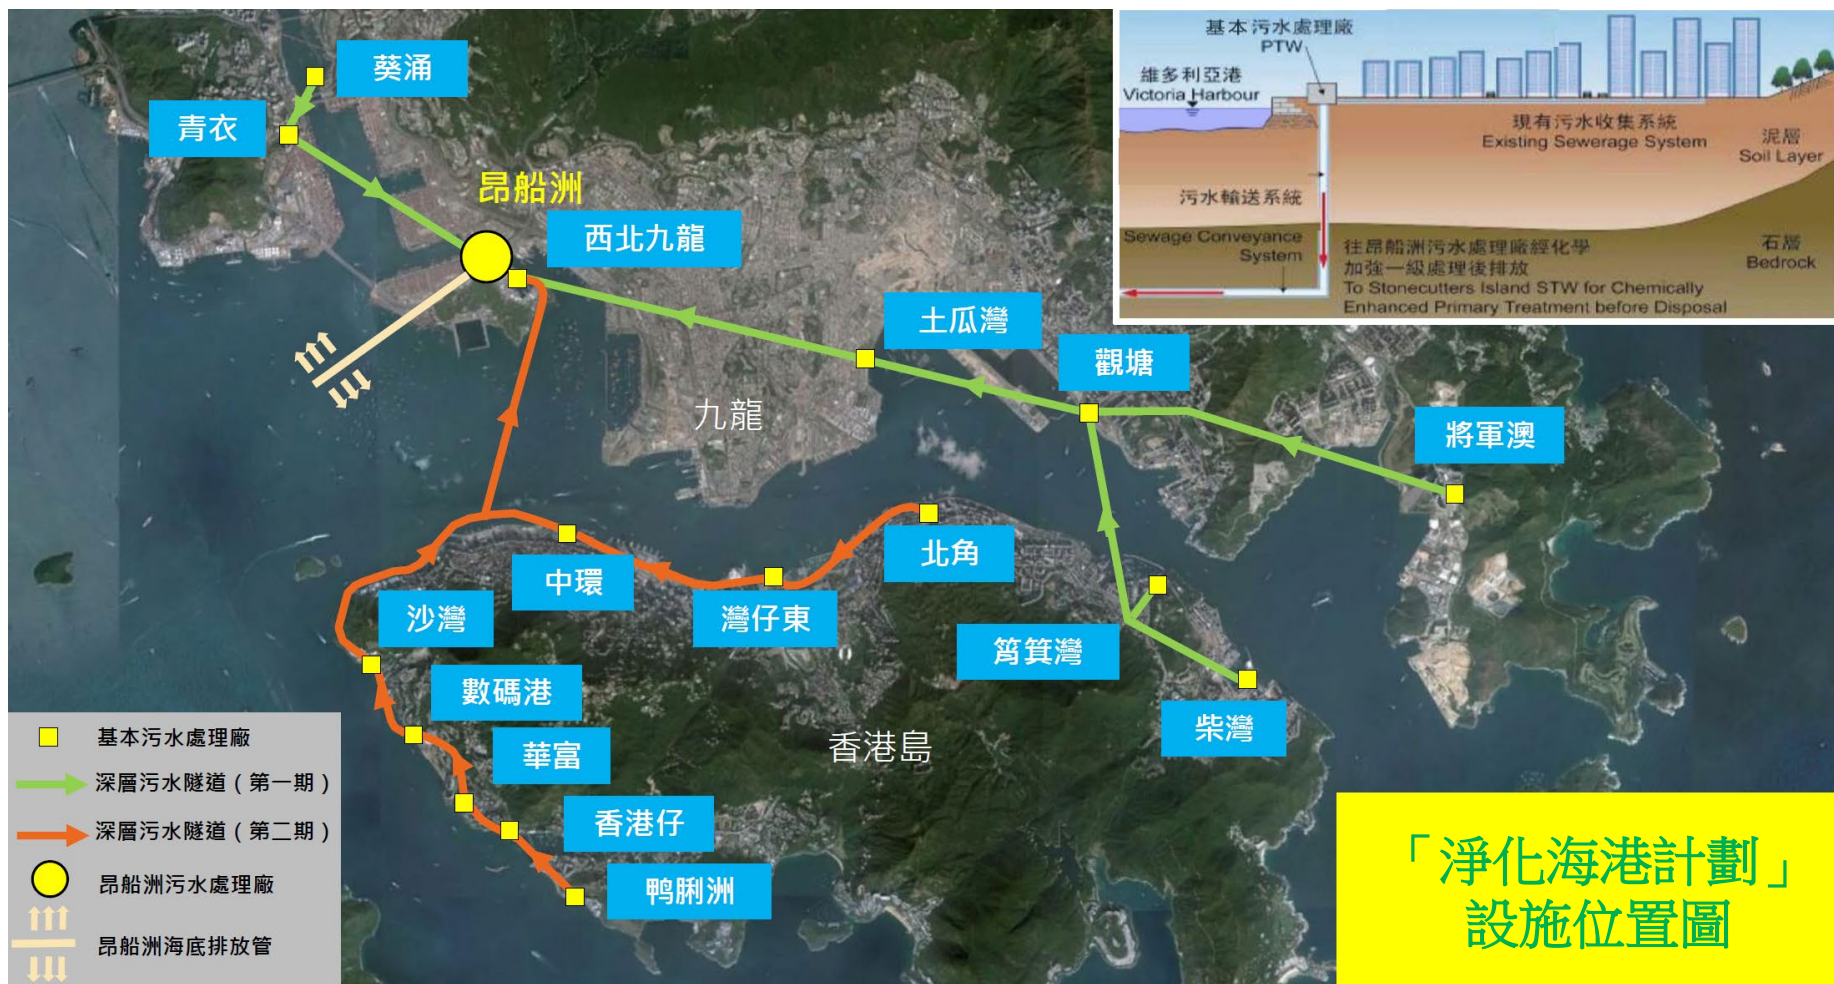 葵涌
青衣
昂船洲
西北九龍
土瓜灣
觀塘
將軍澳
九龍
北角
中環
灣仔東
沙灣
筲箕灣
數碼港
柴灣
華富
香港島
香港仔
鸭脷洲
基本污水處理廠
PTW
維多利亞港
Victoria Harbour
現有污水收集系統
Existing Sewerage System
泥層
Soil Layer
污水輸送系統
Sewage Conveyance
System
往昂船洲污水處理廠經化學
加強一級處理後排放
To Stonecutters Island STW for Chemically
Enhanced Primary Treatment before Disposal
石層
Bedrock
基本污水處理廠
深層污水隧道（第一期）
深層污水隧道（第二期）
昂船洲污水處理廠
昂船洲海底排放管
「淨化海港計劃」
設施位置圖